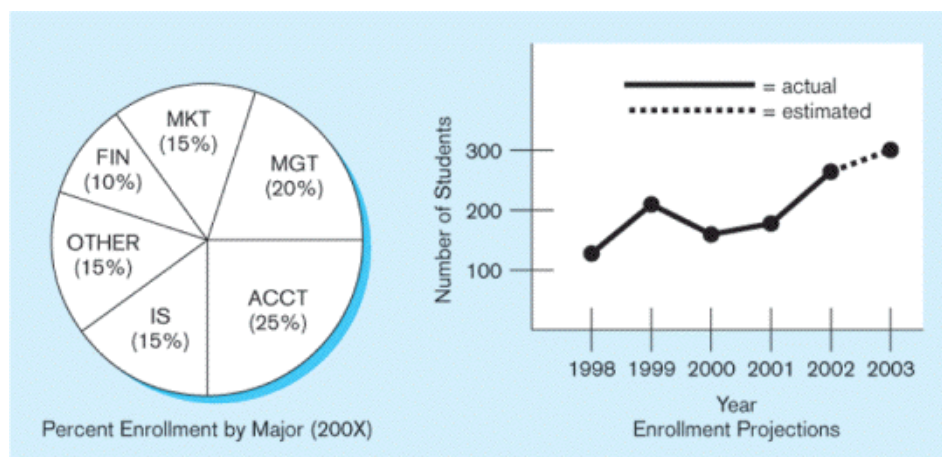 MKT
(15%)
FIN
(10%)
MGT
(20%)
OTHER
(15%)
IS
(15%)
ACCT
(25%)
Percent Enrollment by Major (200X)
= actual
= estimated
Number of Students
300
200
100
1998 1999 2000 2001 2002 2003
Year
Enrollment Projections